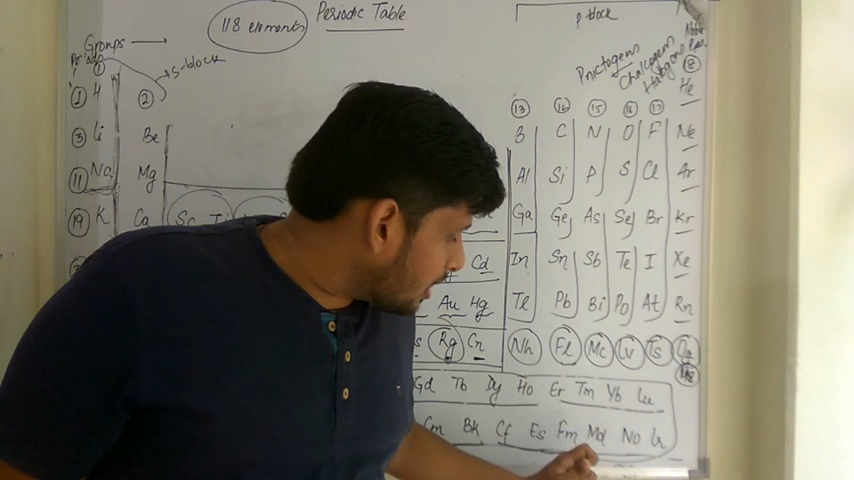 118 elements Periodic Table p block
Groups
s-block
Pnictogens Chalcogens Halogens Noble
1 18
1 H 2 13 14 15 16 17 He
3 Li Be B C N O F Ne
11 Na Mg Al Si P S Cl Ar
19 K Ca Sc Ti Ga Ge As Se Br Kr
Cd In Sn Sb Te I Xe
Au Hg Tl Pb Bi Po At Rn
Rg Cn Nh Fl Mc Lv Ts Og
118
Gd Tb Dy Ho Er Tm Yb Lu
Cm Bk Cf Es Fm Md No Lr